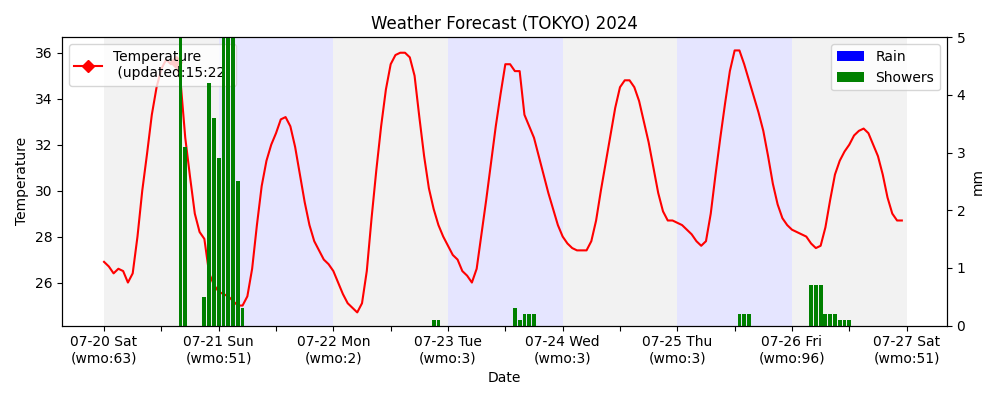 Weather Forecast (TOKYO) 2024
Temperature
(updated:15:22
Rain
Showers
Temperature
36
34
32
30
28
26
5
4
3
2
1
0
mm
07-20 Sat
(wmo:63)
07-21 Sun
(wmo:51)
07-22 Mon
(wmo:2)
07-23 Tue
(wmo:3)
07-24 Wed
(wmo:3)
07-25 Thu
(wmo:3)
07-26 Fri
(wmo:96)
07-27 Sat
(wmo:51)
Date